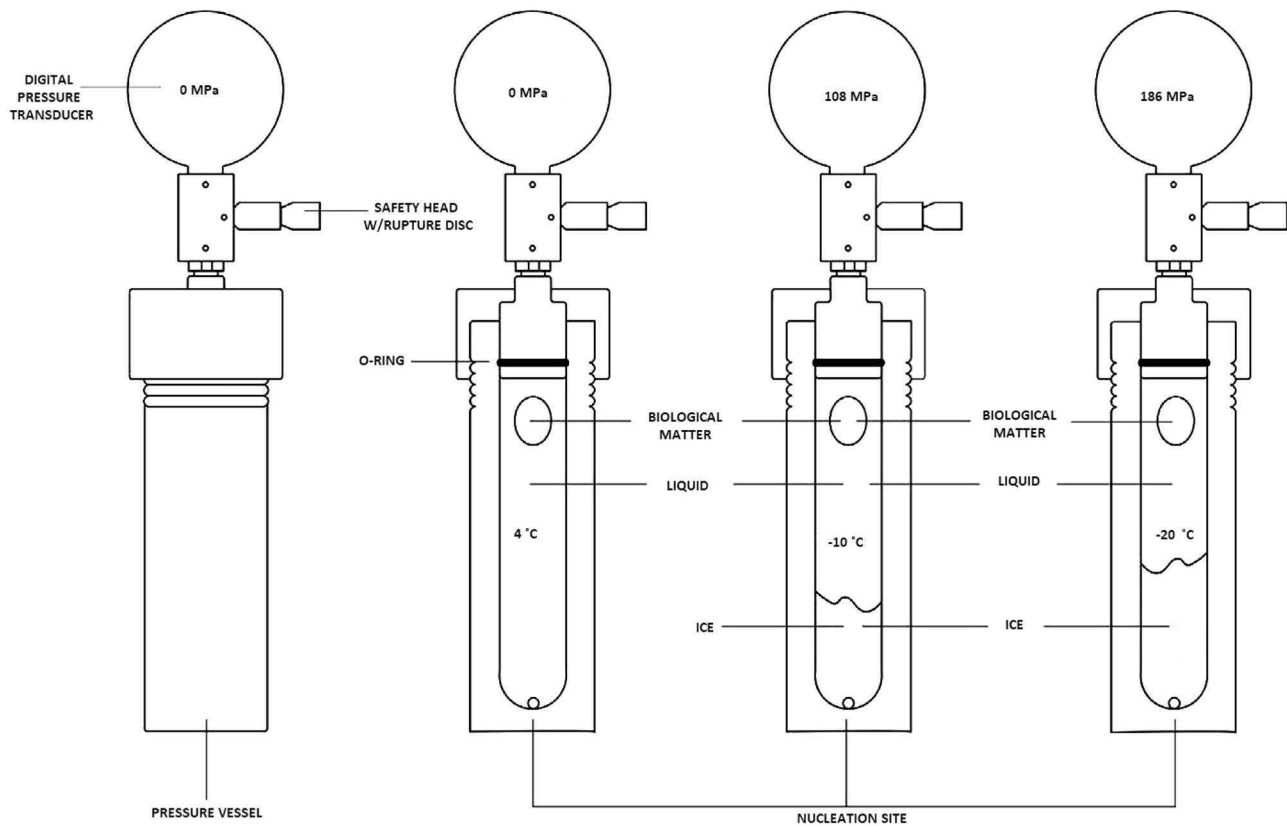 0 MPa
0 MPa
108 MPa
186 MPa
DIGITAL
PRESSURE
TRANSDUCER
SAFETY HEAD
W/RUPTURE DISC
O-RING
BIOLOGICAL
MATTER
BIOLOGICAL
MATTER
LIQUID
LIQUID
4 ˚C
-10 ˚C
-20 ˚C
ICE
ICE
PRESSURE VESSEL
NUCLEATION SITE